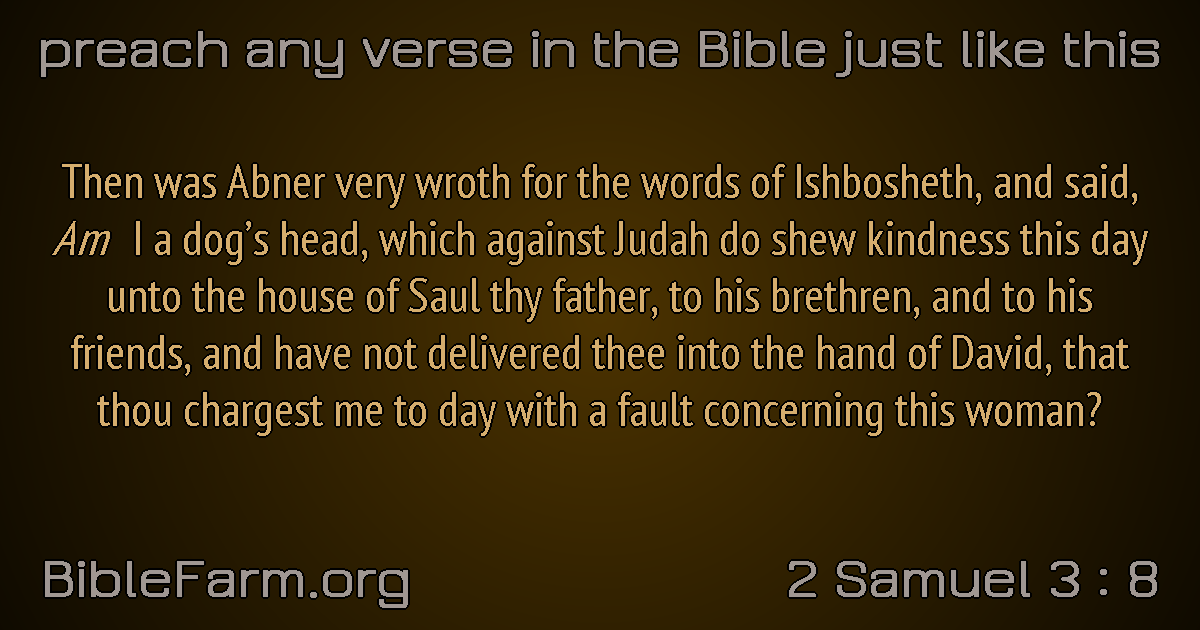 preach any verse in the Bible just like this
Then was Abner very wroth for the words of Ishbosheth, and said,
Am I a dog’s head, which against Judah do shew kindness this day
unto the house of Saul thy father, to his brethren, and to his
friends, and have not delivered thee into the hand of David, that
thou chargest me to day with a fault concerning this woman?
BibleFarm.org
2 Samuel 3 : 8